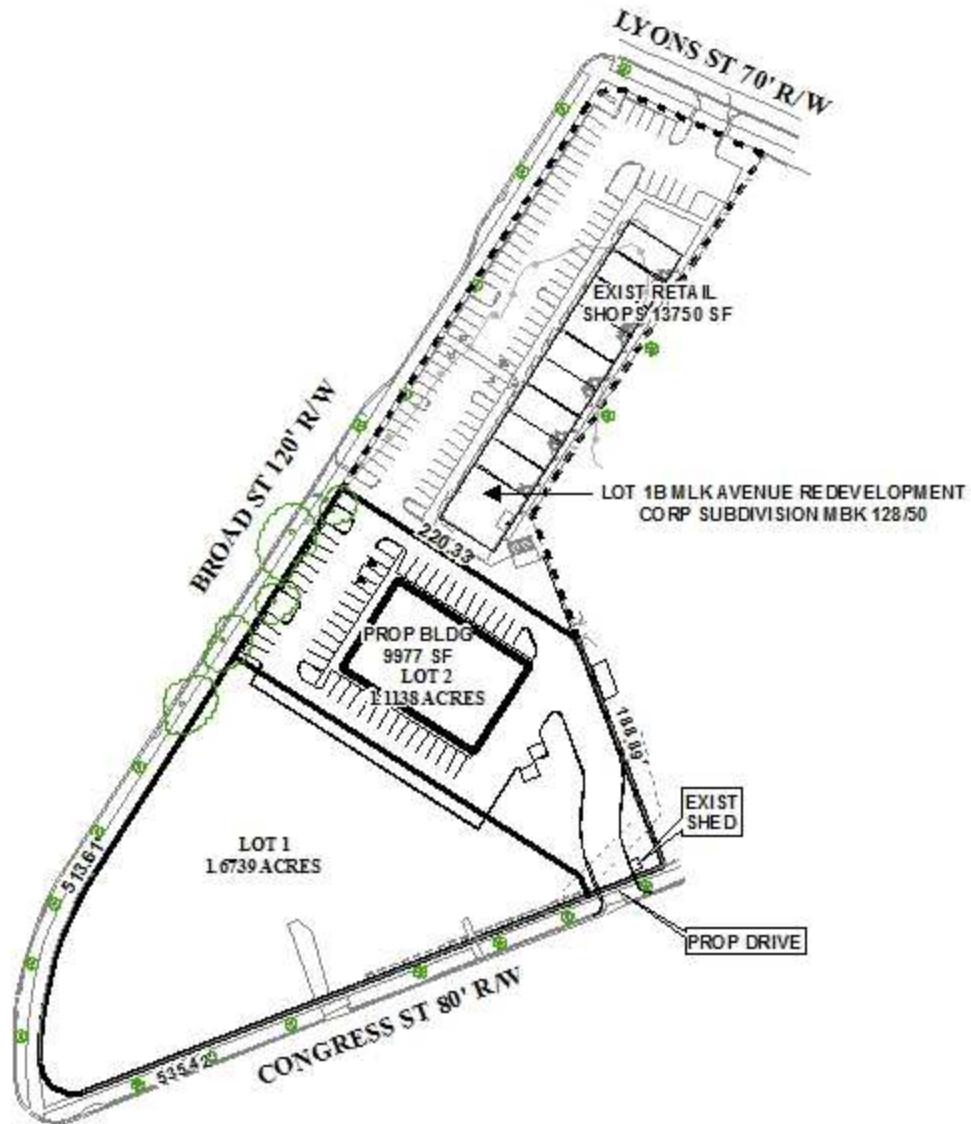 LYONS ST 70' R/W
EXIST RETAIL
SHOPS 13750 SF
BROAD ST 120' R/W
LOT 1B MLK AVENUE REDEVELOPMENT
CORP SUBDIVISION MBK 128/50
220.33'
PROP BLDG
9977 SF
LOT 2
1.1138 ACRES
188.89'
EXIST
SHED
LOT 1
1.6739 ACRES
513.61'
PROP DRIVE
CONGRESS ST 80' R/W
535.42'